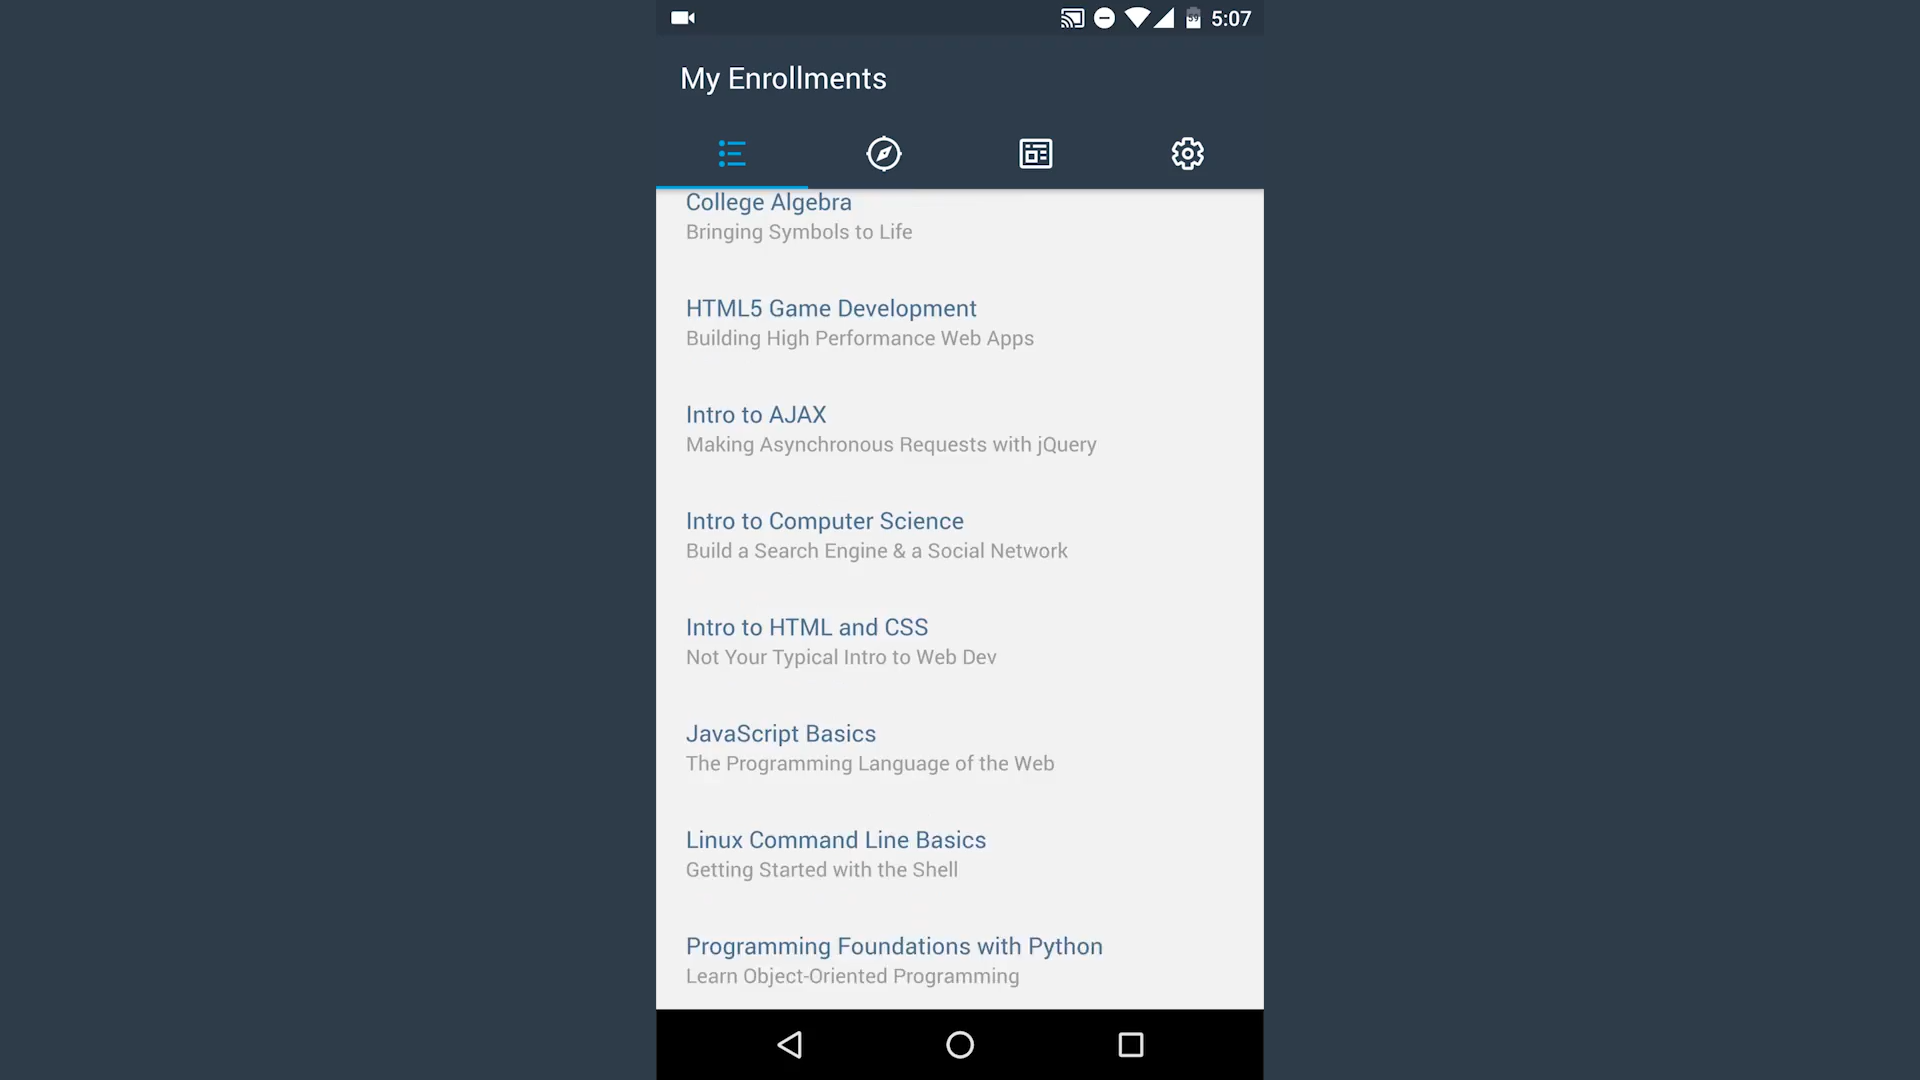 5:07
My Enrollments
College Algebra
Bringing Symbols to Life
HTML5 Game Development
Building High Performance Web Apps
Intro to AJAX
Making Asynchronous Requests with jQuery
Intro to Computer Science
Build a Search Engine & a Social Network
Intro to HTML and CSS
Not Your Typical Intro to Web Dev
JavaScript Basics
The Programming Language of the Web
Linux Command Line Basics
Getting Started with the Shell
Programming Foundations with Python
Learn Object-Oriented Programming